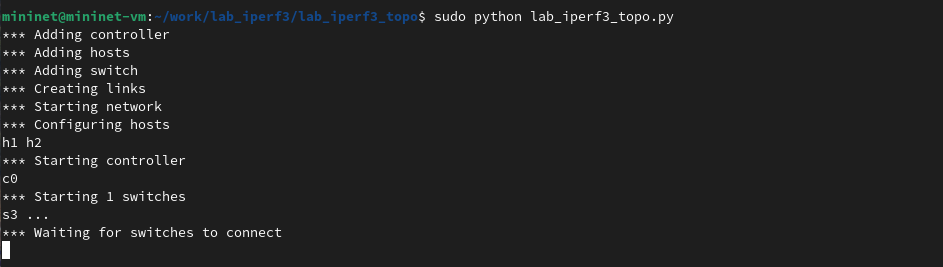 mininet@mininet-vm:~/work/lab_iperf3/lab_iperf3_topo$ sudo python lab_iperf3_topo.py
*** Adding controller
*** Adding hosts
*** Adding switch
*** Creating links
*** Starting network
*** Configuring hosts
h1 h2
*** Starting controller
c0
*** Starting 1 switches
s3 ...
*** Waiting for switches to connect